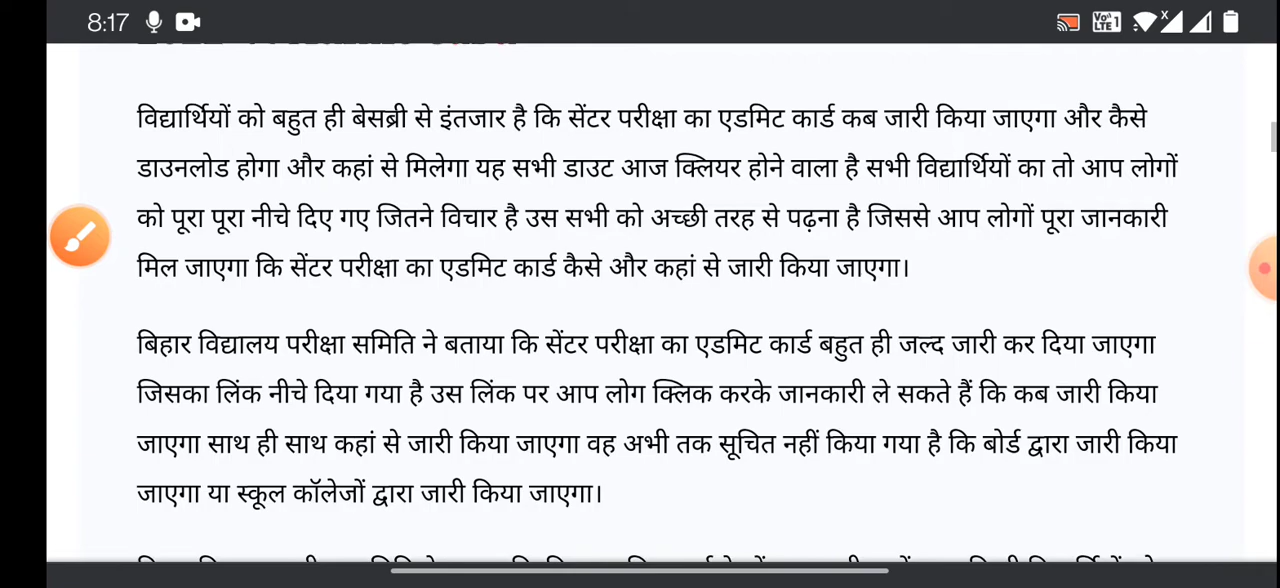 8:17
Vo)) LTE 1
विद्यार्थियों को बहुत ही बेसब्री से इंतजार है कि सेंटर परीक्षा का एडमिट कार्ड कब जारी किया जाएगा और कैसे
डाउनलोड होगा और कहां से मिलेगा यह सभी डाउट आज क्लियर होने वाला है सभी विद्यार्थियों का तो आप लोगों
को पूरा पूरा नीचे दिए गए जितने विचार है उस सभी को अच्छी तरह से पढ़ना है जिससे आप लोगों पूरा जानकारी
मिल जाएगा कि सेंटर परीक्षा का एडमिट कार्ड कैसे और कहां से जारी किया जाएगा।
बिहार विद्यालय परीक्षा समिति ने बताया कि सेंटर परीक्षा का एडमिट कार्ड बहुत ही जल्द जारी कर दिया जाएगा
जिसका लिंक नीचे दिया गया है उस लिंक पर आप लोग क्लिक करके जानकारी ले सकते हैं कि कब जारी किया
जाएगा साथ ही साथ कहां से जारी किया जाएगा वह अभी तक सूचित नहीं किया गया है कि बोर्ड द्वारा जारी किया
जाएगा या स्कूल कॉलेजों द्वारा जारी किया जाएगा।